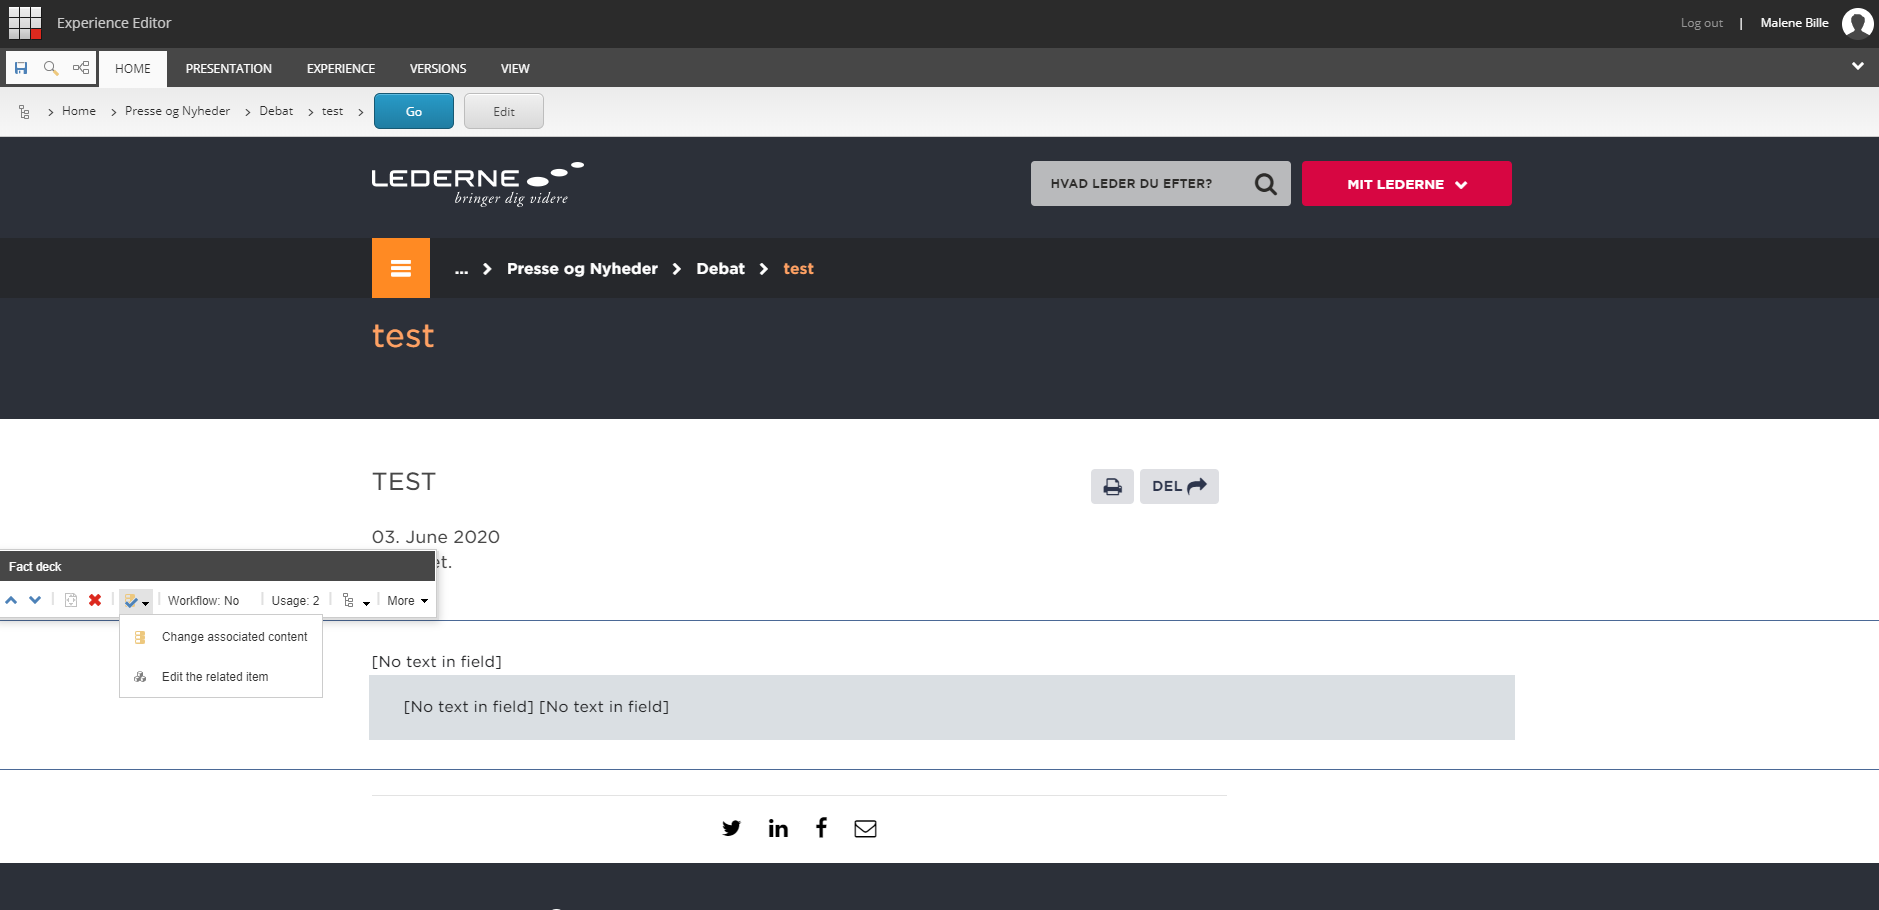 Experience Editor
Log out | Malene Bille
HOME PRESENTATION EXPERIENCE VERSIONS VIEW
Home Presse og Nyheder Debat test Go Edit
LEDERNE
bringer dig videre
HVAD LEDER DU EFTER?
MIT LEDERNE
... Presse og Nyheder Debat test
test
TEST
DEL
03. June 2020
et.
Fact deck
Workflow: No Usage: 2 More
Change associated content
Edit the related item
[No text in field]
[No text in field] [No text in field]